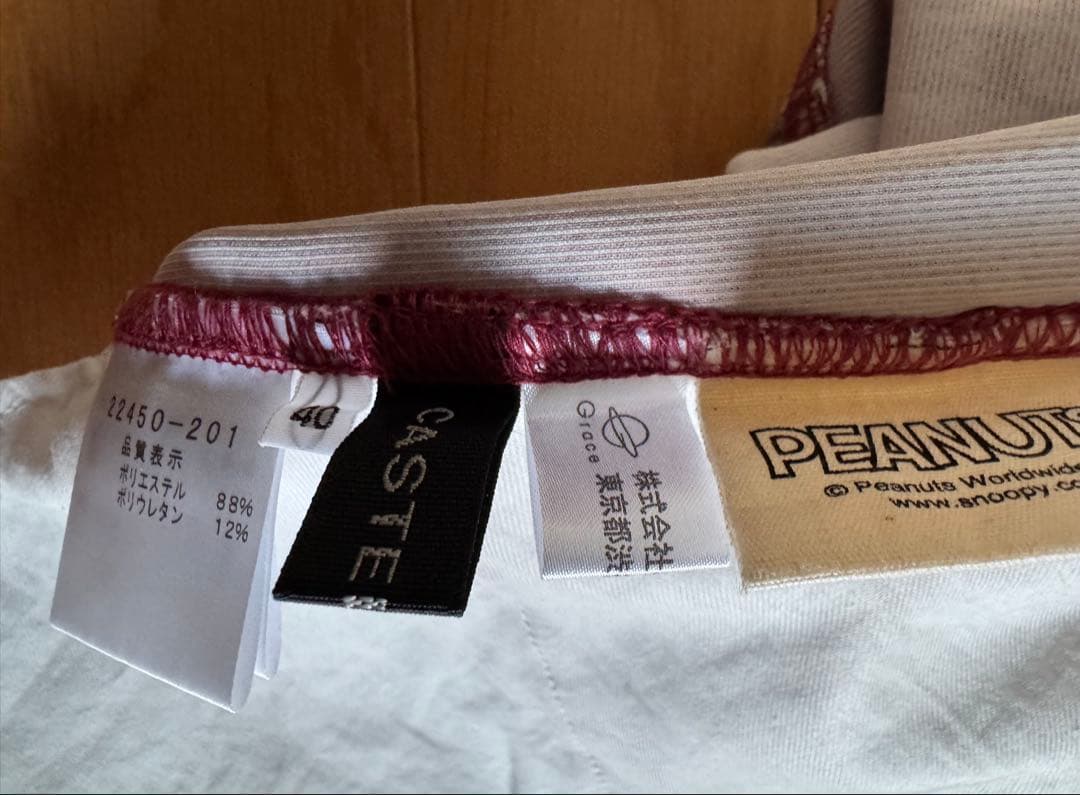 22450-201
品質表示
ポリエステル 88%
ポリウレタン 12%
40
CASTE
Grace
株式会社
東京都渋
PEANUTS
© Peanuts Worldwide
www.snoopy.co